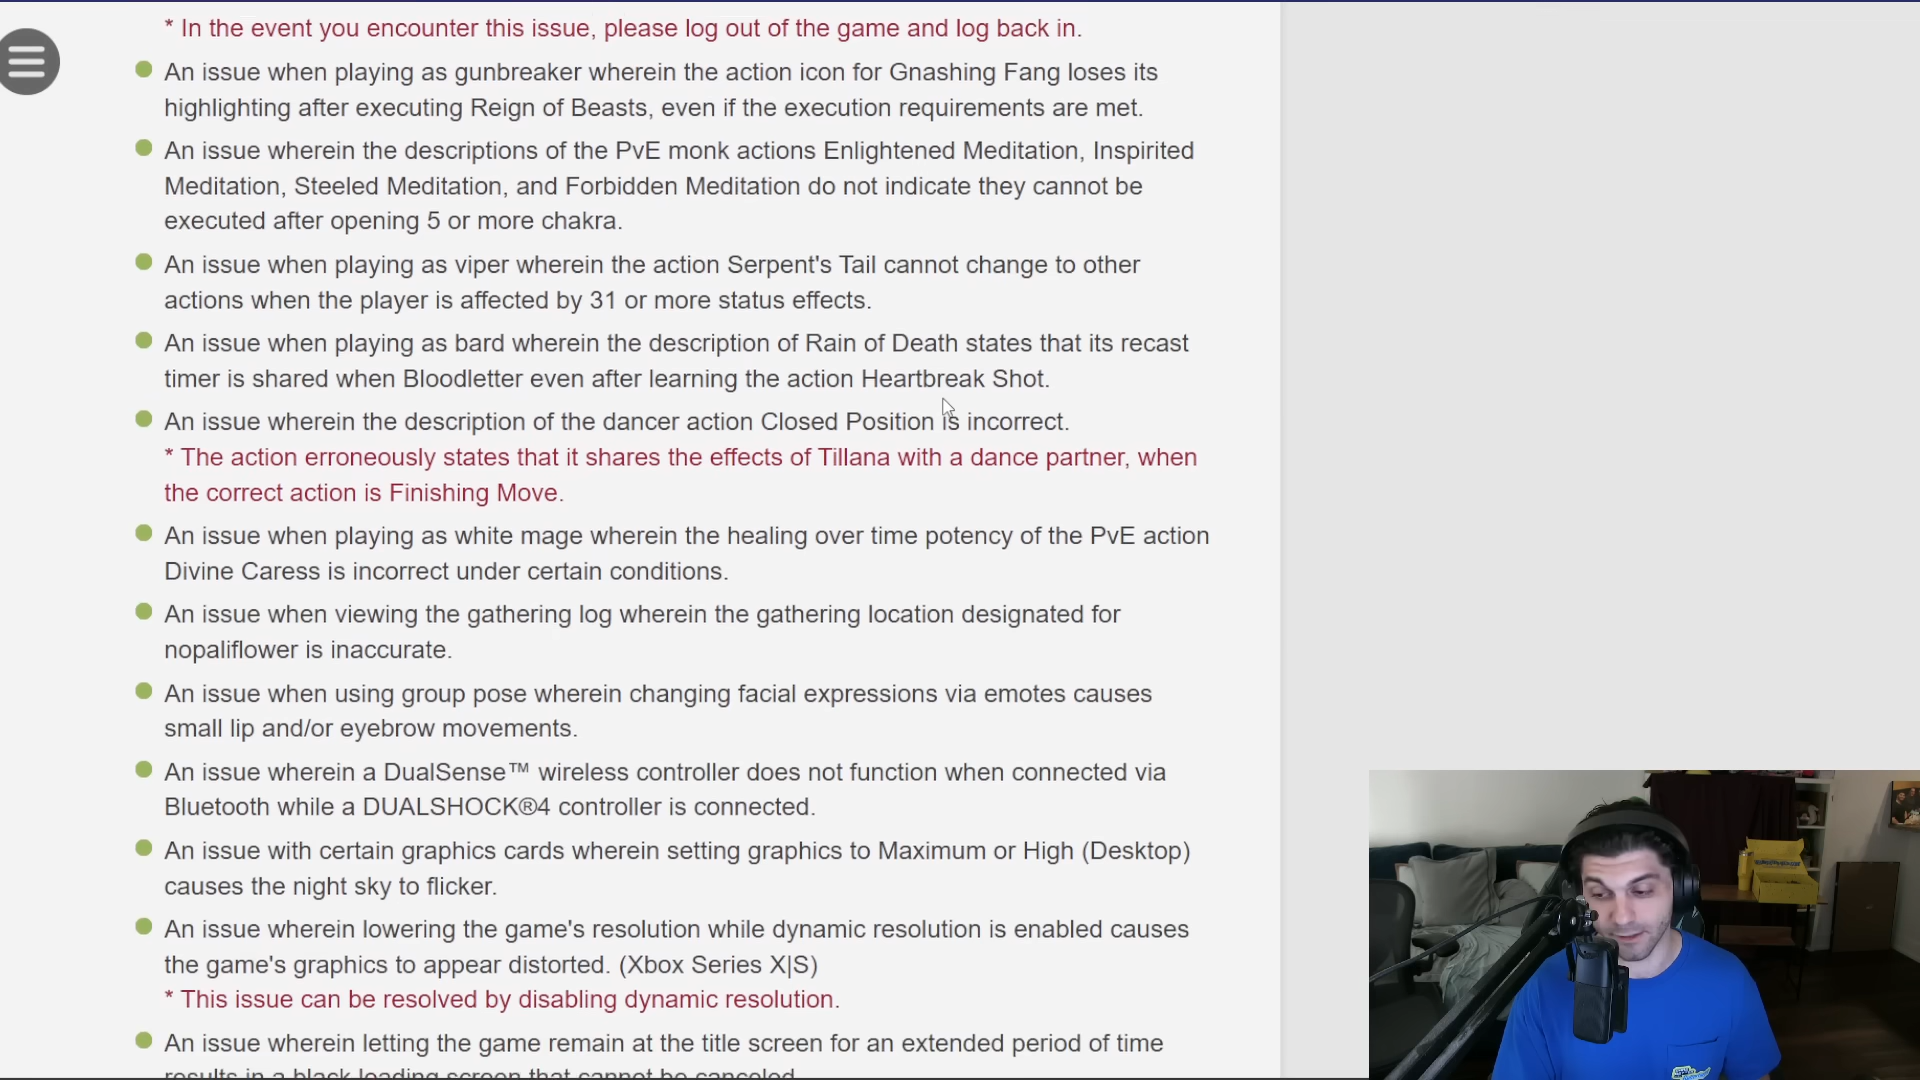 * In the event you encounter this issue, please log out of the game and log back in.
An issue when playing as gunbreaker wherein the action icon for Gnashing Fang loses its
highlighting after executing Reign of Beasts, even if the execution requirements are met.
An issue wherein the descriptions of the PvE monk actions Enlightened Meditation, Inspirited
Meditation, Steeled Meditation, and Forbidden Meditation do not indicate they cannot be
executed after opening 5 or more chakra.
An issue when playing as viper wherein the action Serpent's Tail cannot change to other
actions when the player is affected by 31 or more status effects.
An issue when playing as bard wherein the description of Rain of Death states that its recast
timer is shared when Bloodletter even after learning the action Heartbreak Shot.
An issue wherein the description of the dancer action Closed Position is incorrect.
* The action erroneously states that it shares the effects of Tillana with a dance partner, when
the correct action is Finishing Move.
An issue when playing as white mage wherein the healing over time potency of the PvE action
Divine Caress is incorrect under certain conditions.
An issue when viewing the gathering log wherein the gathering location designated for
nopaliflower is inaccurate.
An issue when using group pose wherein changing facial expressions via emotes causes
small lip and/or eyebrow movements.
An issue wherein a DualSense™ wireless controller does not function when connected via
Bluetooth while a DUALSHOCK®4 controller is connected.
An issue with certain graphics cards wherein setting graphics to Maximum or High (Desktop)
causes the night sky to flicker.
An issue wherein lowering the game's resolution while dynamic resolution is enabled causes
the game's graphics to appear distorted. (Xbox Series X|S)
* This issue can be resolved by disabling dynamic resolution.
An issue wherein letting the game remain at the title screen for an extended period of time
results in a black loading screen that cannot be canceled